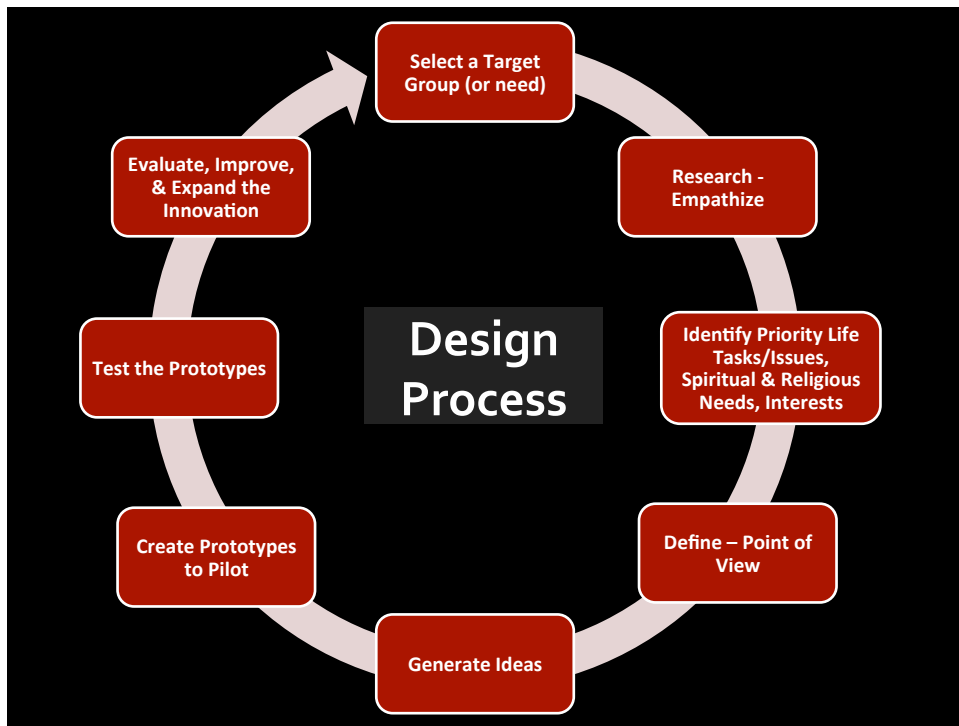 Select a Target
Group (or need)
Research -
Empathize
Identify Priority Life
Tasks/Issues,
Spiritual & Religious
Needs, Interests
Define – Point of
View
Generate Ideas
Create Prototypes
to Pilot
Test the Prototypes
Evaluate, Improve,
& Expand the
Innovation
Design
Process